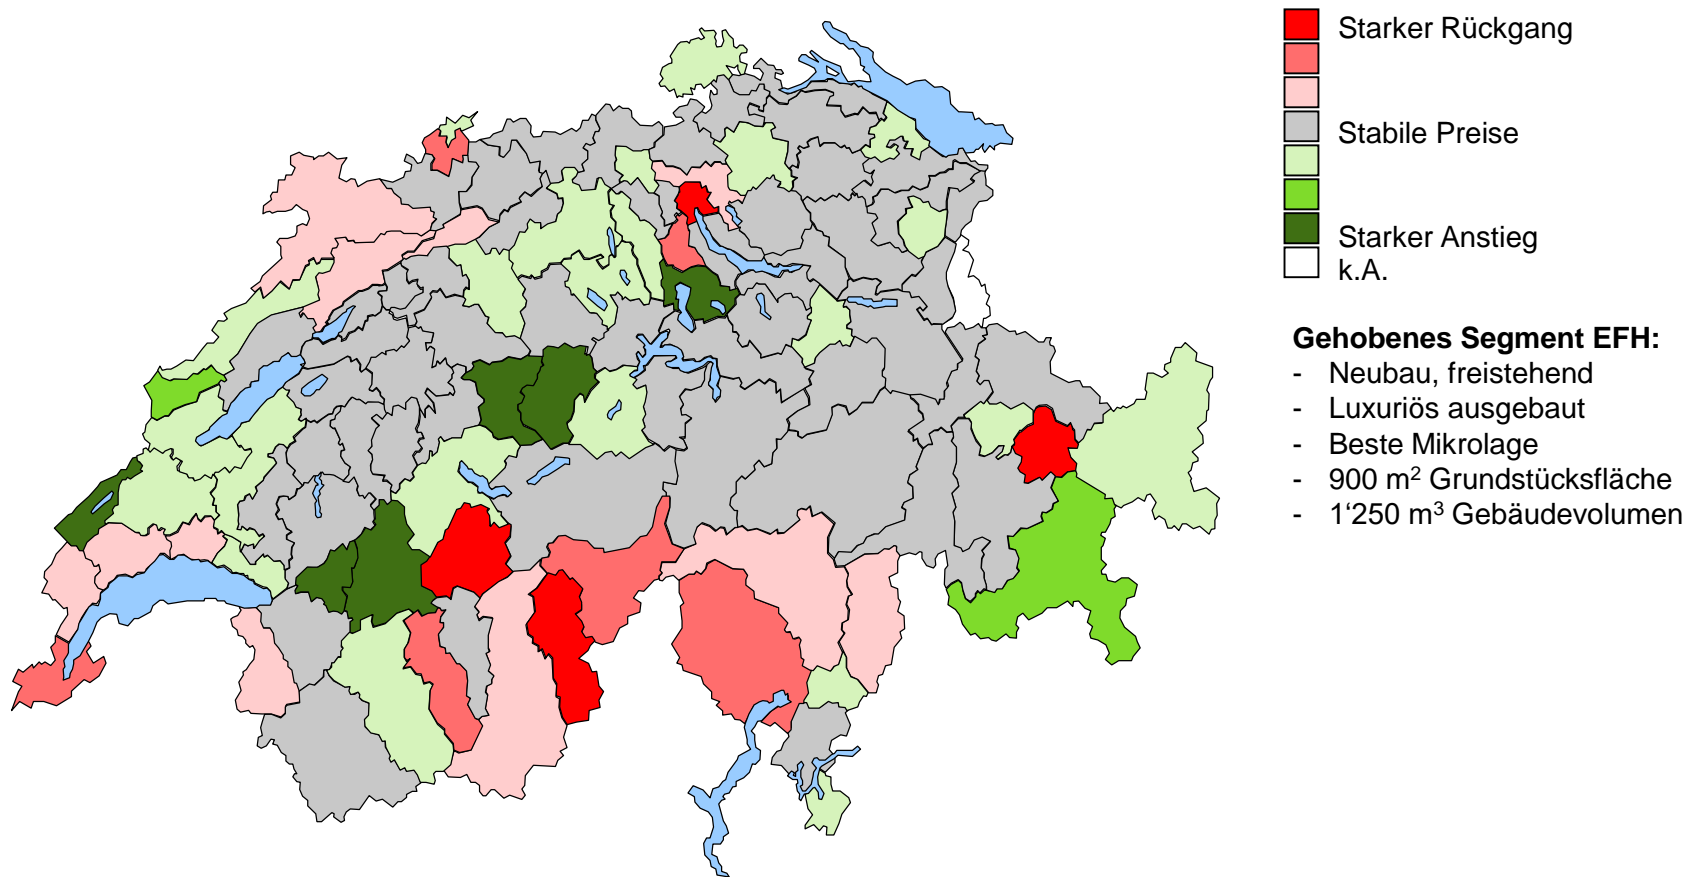 Starker Rückgang
Stabile Preise
Starker Anstieg
k.A.
Gehobenes Segment EFH:
- Neubau, freistehend
- Luxuriös ausgebaut
- Beste Mikrolage
- 900 m² Grundstücksfläche
- 1‘250 m³ Gebäudevolumen